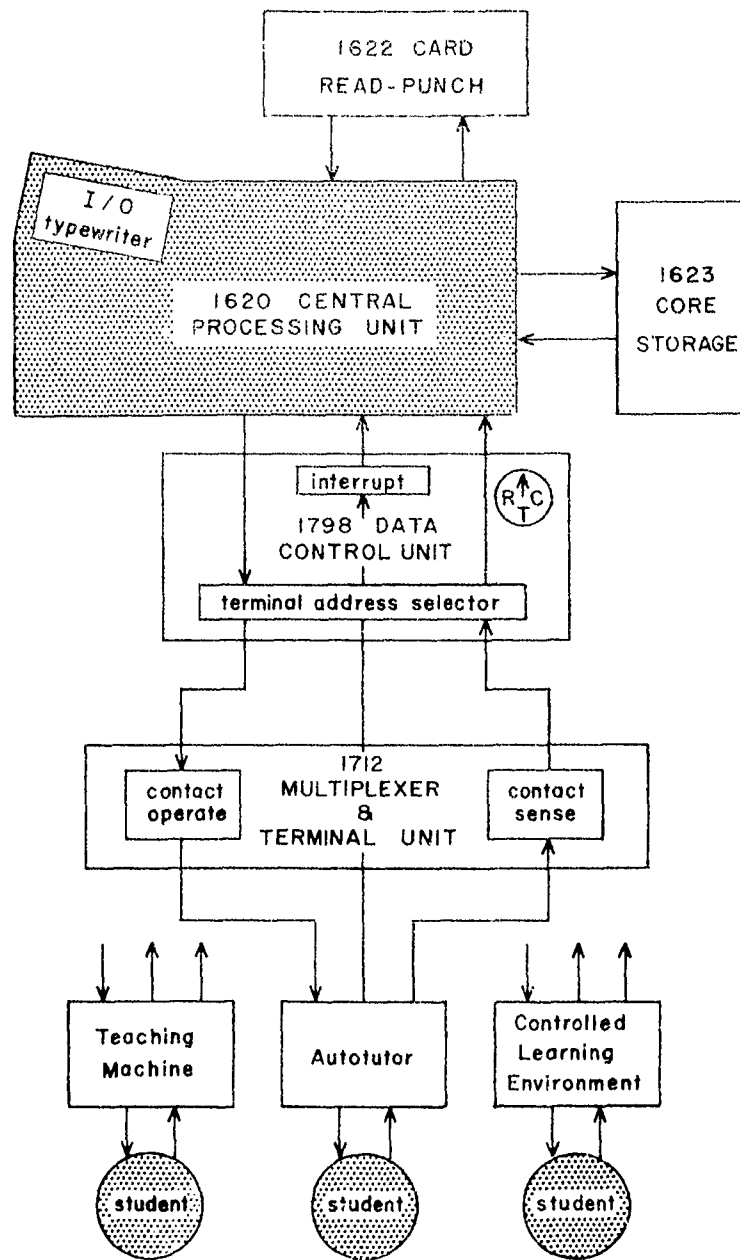 1622 CARD
READ-PUNCH
I/O
typewriter
1620 CENTRAL
PROCESSING UNIT
1623
CORE
STORAGE
interrupt
R T C
1798 DATA
CONTROL UNIT
terminal address selector
1712
MULTIPLEXER
&
TERMINAL UNIT
contact
operate
contact
sense
Teaching
Machine
Autotutor
Controlled
Learning
Environment
student
student
student